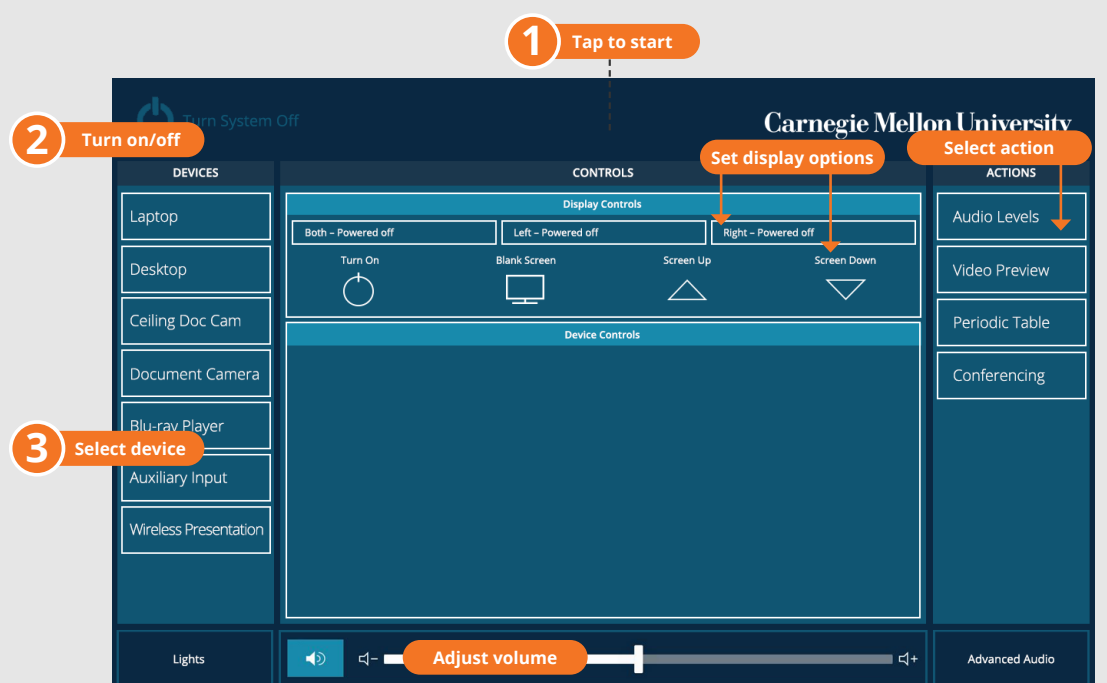 1 Tap to start
Turn System Off
Carnegie Mellon University
2 Turn on/off
Set display options
Select action
DEVICES
CONTROLS
ACTIONS
Laptop
Desktop
Ceiling Doc Cam
Document Camera
Blu-ray Player
3 Select device
Auxiliary Input
Wireless Presentation
Display Controls
Both – Powered off
Left – Powered off
Right – Powered off
Turn On
Blank Screen
Screen Up
Screen Down
Device Controls
Audio Levels
Video Preview
Periodic Table
Conferencing
Lights
Adjust volume
Advanced Audio